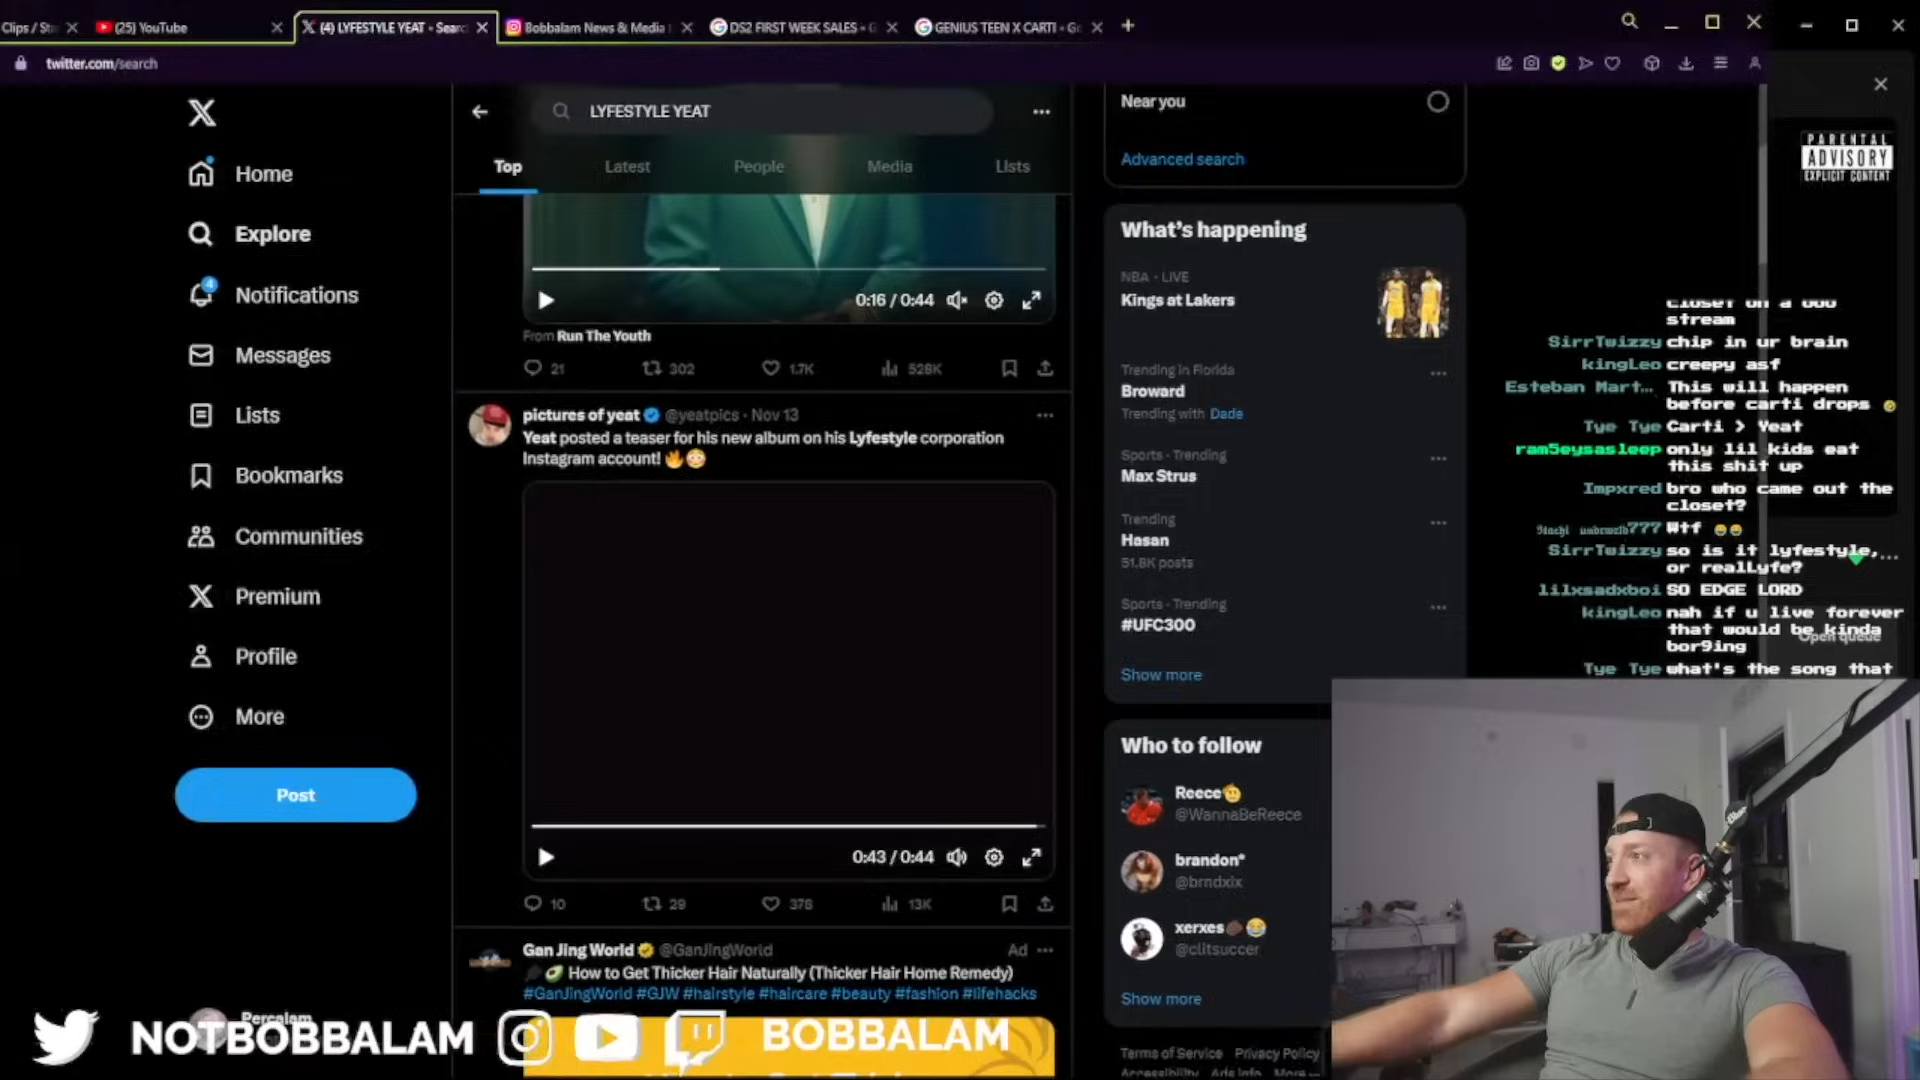 Clips / St
(25) YouTube
(4) LYFESTYLE YEAT - Searc
Bobbalam News & Media
DS2 FIRST WEEK SALES - G
GENIUS TEEN X CARTI - Go
twitter.com/search
Home
Explore
4
Notifications
Messages
Lists
Bookmarks
Communities
Premium
Profile
More
Post
Percalam
LYFESTYLE YEAT
Top
Latest
People
Media
Lists
0:16 / 0:44
From Run The Youth
21
302
1.7K
528K
pictures of yeat @yeatpics · Nov 13
Yeat posted a teaser for his new album on his Lyfestyle corporation
Instagram account! 🔥😳
0:43 / 0:44
10
29
378
13K
Gan Jing World @GanJingWorld
Ad
🥑 How to Get Thicker Hair Naturally (Thicker Hair Home Remedy)
#GanJingWorld #GJW #hairstyle #haircare #beauty #fashion #lifehacks
Near you
Advanced search
What's happening
NBA · LIVE
Kings at Lakers
Trending in Florida
Broward
Trending with Dade
Sports · Trending
Max Strus
Trending
Hasan
51.8K posts
Sports · Trending
#UFC300
Show more
Who to follow
Reece
@WannaBeReece
brandon*
@brndxix
xerxes
@clitsuccer
Show more
Terms of Service Privacy Policy
Accessibility Ads info More
PARENTAL
ADVISORY
EXPLICIT CONTENT
stream
SirrTwizzy chip in ur brain
kingLeo creepy asf
Esteban Mart... This will happen
before carti drops
Tye Tye Carti > Yeat
ram5eysasleep only lil kids eat
this shit up
Impxred bro who came out the
closet?
777 Wtf 😂😂
SirrTwizzy so is it lyfestyle,
or realLyfe?
lilxsadxboi SO EDGE LORD
kingLeo nah if u live forever
that would be kinda
bor9ing
Open queue
Tye Tye what's the song that
NOTBOBBALAM
BOBBALAM